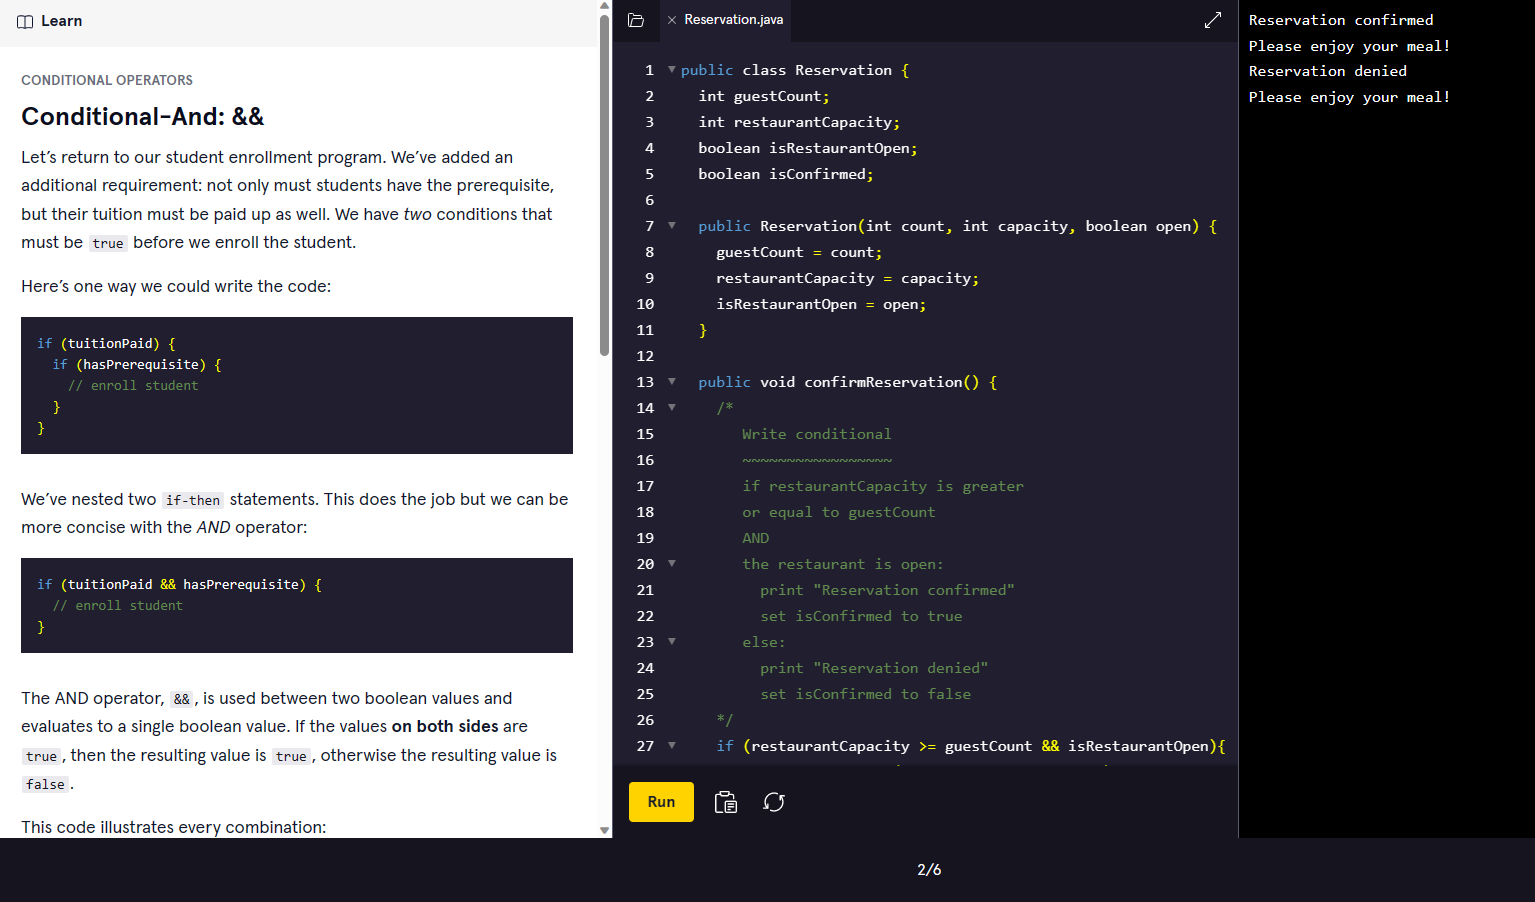 Learn
CONDITIONAL OPERATORS
Conditional-And: &&
Let’s return to our student enrollment program. We’ve added an
additional requirement: not only must students have the prerequisite,
but their tuition must be paid up as well. We have two conditions that
must be true before we enroll the student.
Here’s one way we could write the code:
if (tuitionPaid) {
  if (hasPrerequisite) {
    // enroll student
  }
}
We’ve nested two if-then statements. This does the job but we can be
more concise with the AND operator:
if (tuitionPaid && hasPrerequisite) {
  // enroll student
}
The AND operator, &&, is used between two boolean values and
evaluates to a single boolean value. If the values on both sides are
true, then the resulting value is true, otherwise the resulting value is
false.
This code illustrates every combination:
Reservation.java
1 public class Reservation {
2   int guestCount;
3   int restaurantCapacity;
4   boolean isRestaurantOpen;
5   boolean isConfirmed;
6
7   public Reservation(int count, int capacity, boolean open) {
8     guestCount = count;
9     restaurantCapacity = capacity;
10     isRestaurantOpen = open;
11   }
12
13   public void confirmReservation() {
14     /*
15        Write conditional
16        ~~~~~~~~~~~~~~~~~
17        if restaurantCapacity is greater
18        or equal to guestCount
19        AND
20        the restaurant is open:
21          print "Reservation confirmed"
22          set isConfirmed to true
23        else:
24          print "Reservation denied"
25          set isConfirmed to false
26     */
27     if (restaurantCapacity >= guestCount && isRestaurantOpen){
Run
Reservation confirmed
Please enjoy your meal!
Reservation denied
Please enjoy your meal!
2/6